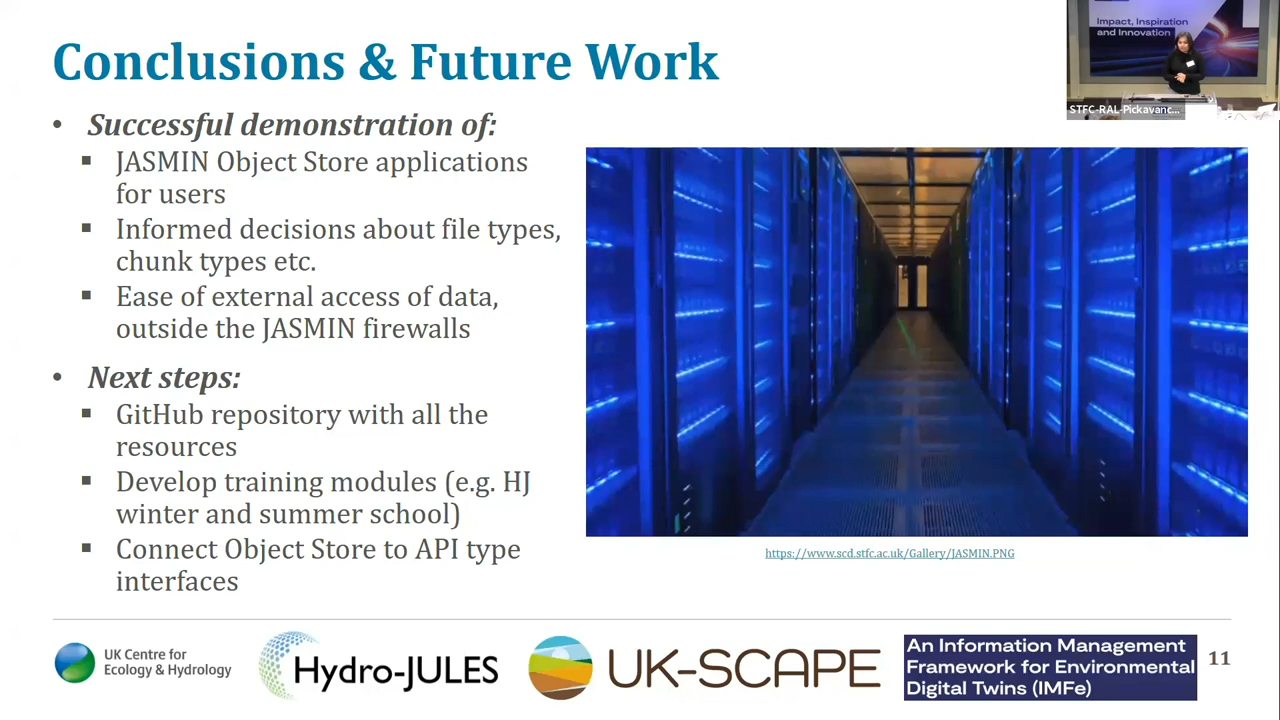 Conclusions & Future Work
Impact, Inspiration
and Innovation
STFC-RAL-Pickavanc...
• Successful demonstration of:
▪ JASMIN Object Store applications
for users
▪ Informed decisions about file types,
chunk types etc.
▪ Ease of external access of data,
outside the JASMIN firewalls
• Next steps:
▪ GitHub repository with all the
resources
▪ Develop training modules (e.g. HJ
winter and summer school)
▪ Connect Object Store to API type
interfaces
https://www.scd.stfc.ac.uk/Gallery/JASMIN.PNG
UK Centre for
Ecology & Hydrology
Hydro-JULES
UK-SCAPE
An Information Management
Framework for Environmental
Digital Twins (IMFe)
11